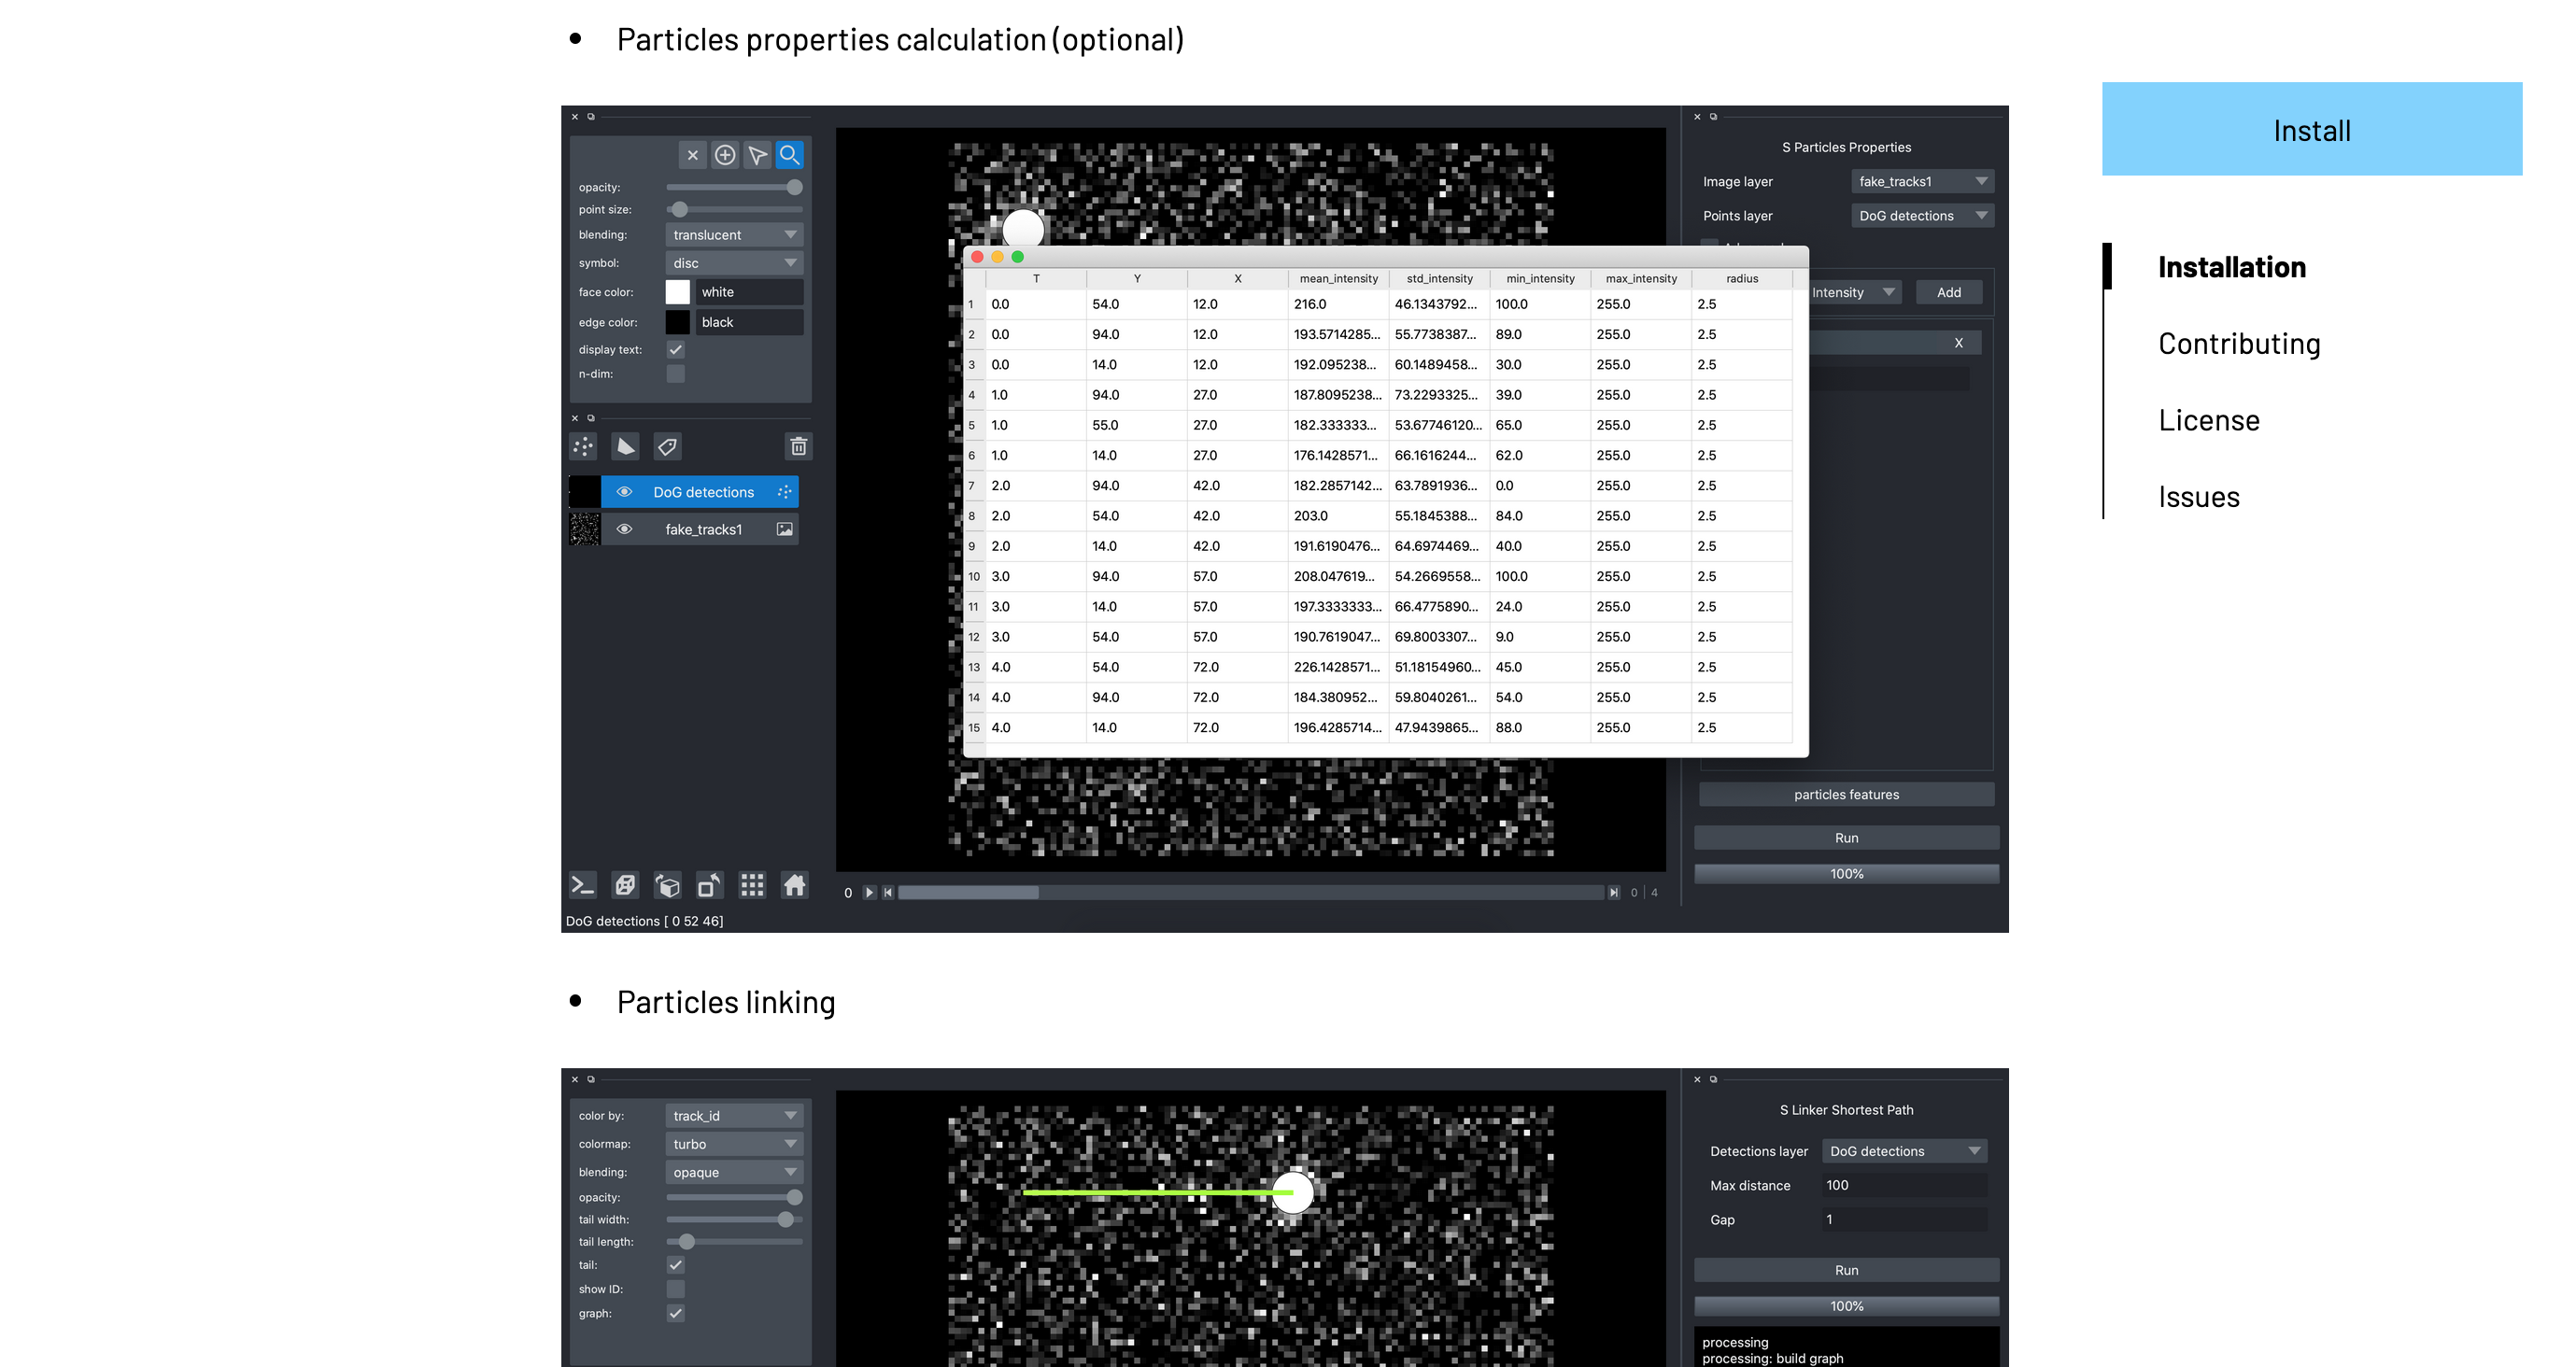 Particles properties calculation (optional)
Install
Installation
Contributing
License
Issues
opacity:
point size:
blending: translucent
symbol: disc
face color: white
edge color: black
display text:
n-dim:
DoG detections
fake_tracks1
DoG detections [ 0 52 46]
T Y X mean_intensity std_intensity min_intensity max_intensity radius
1 0.0 54.0 12.0 216.0 46.1343792... 100.0 255.0 2.5
2 0.0 94.0 12.0 193.5714285... 55.7738387... 89.0 255.0 2.5
3 0.0 14.0 12.0 192.095238... 60.1489458... 30.0 255.0 2.5
4 1.0 94.0 27.0 187.8095238... 73.2293325... 39.0 255.0 2.5
5 1.0 55.0 27.0 182.333333... 53.67746120... 65.0 255.0 2.5
6 1.0 14.0 27.0 176.1428571... 66.1616244... 62.0 255.0 2.5
7 2.0 94.0 42.0 182.2857142... 63.7891936... 0.0 255.0 2.5
8 2.0 54.0 42.0 203.0 55.1845388... 84.0 255.0 2.5
9 2.0 14.0 42.0 191.6190476... 64.6974469... 40.0 255.0 2.5
10 3.0 94.0 57.0 208.047619... 54.2669558... 100.0 255.0 2.5
11 3.0 14.0 57.0 197.3333333... 66.4775890... 24.0 255.0 2.5
12 3.0 54.0 57.0 190.7619047... 69.8003307... 9.0 255.0 2.5
13 4.0 54.0 72.0 226.1428571... 51.18154960... 45.0 255.0 2.5
14 4.0 94.0 72.0 184.380952... 59.8040261... 54.0 255.0 2.5
15 4.0 14.0 72.0 196.4285714... 47.9439865... 88.0 255.0 2.5
0 0 | 4
S Particles Properties
Image layer fake_tracks1
Points layer DoG detections
Intensity Add
X
particles features
Run
100%
Particles linking
color by: track_id
colormap: turbo
blending: opaque
opacity:
tail width:
tail length:
tail:
show ID:
graph:
S Linker Shortest Path
Detections layer DoG detections
Max distance 100
Gap 1
Run
100%
processing
processing: build graph